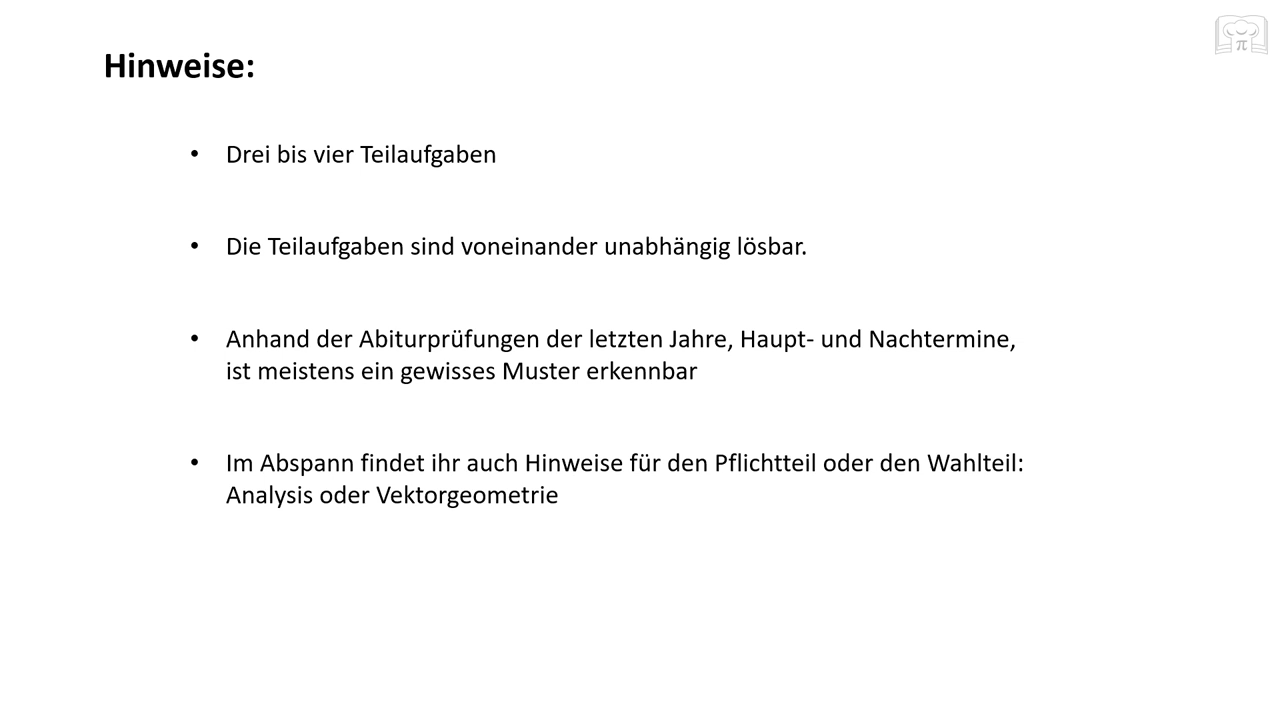 Hinweise:
• Drei bis vier Teilaufgaben
• Die Teilaufgaben sind voneinander unabhängig lösbar.
• Anhand der Abiturprüfungen der letzten Jahre, Haupt- und Nachtermine,
ist meistens ein gewisses Muster erkennbar
• Im Abspann findet ihr auch Hinweise für den Pflichtteil oder den Wahlteil:
Analysis oder Vektorgeometrie
π